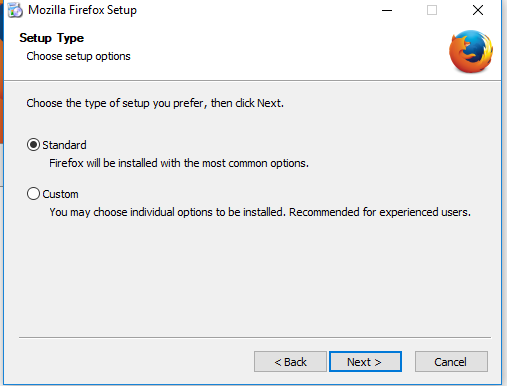 Mozilla Firefox Setup
Setup Type
Choose setup options
Choose the type of setup you prefer, then click Next.
Standard
Firefox will be installed with the most common options.
Custom
You may choose individual options to be installed. Recommended for experienced users.
< Back
Next >
Cancel